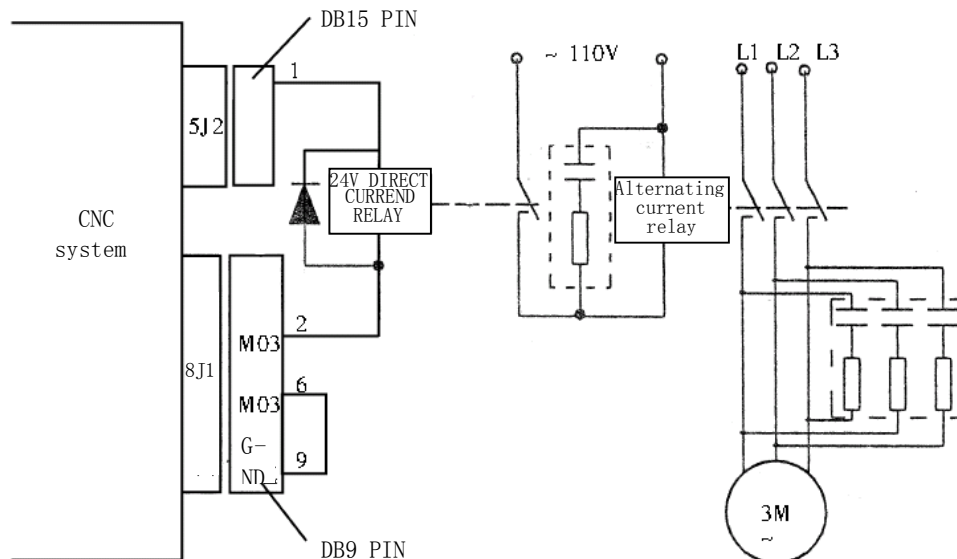 DB15 PIN
1
~ 110V
L1 L2 L3
5J2
24V DIRECT
CURREND
RELAY
Alternating
current
relay
CNC
system
2
M03
8J1
6
M03
G-
9
ND
3M
~
DB9 PIN